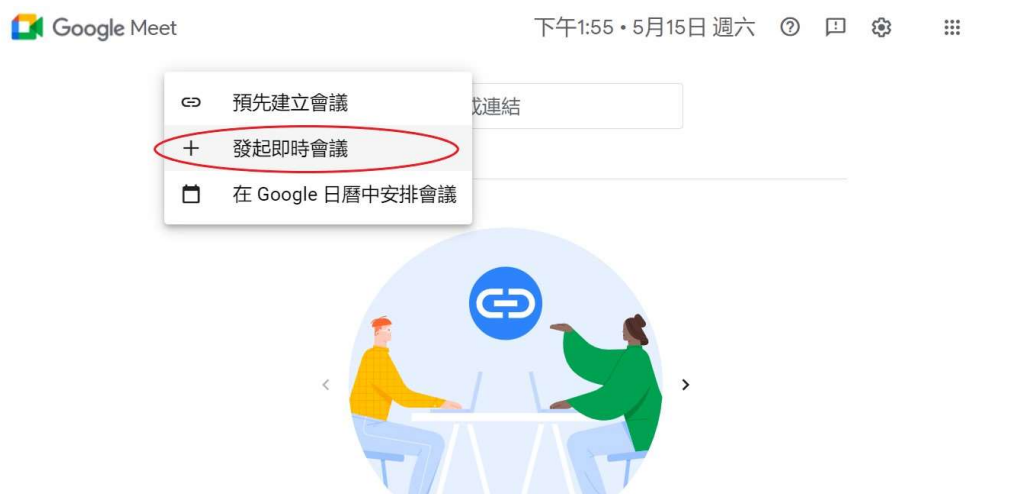 Google Meet
下午1:55 • 5月15日 週六
預先建立會議
連結
發起即時會議
在 Google 日曆中安排會議